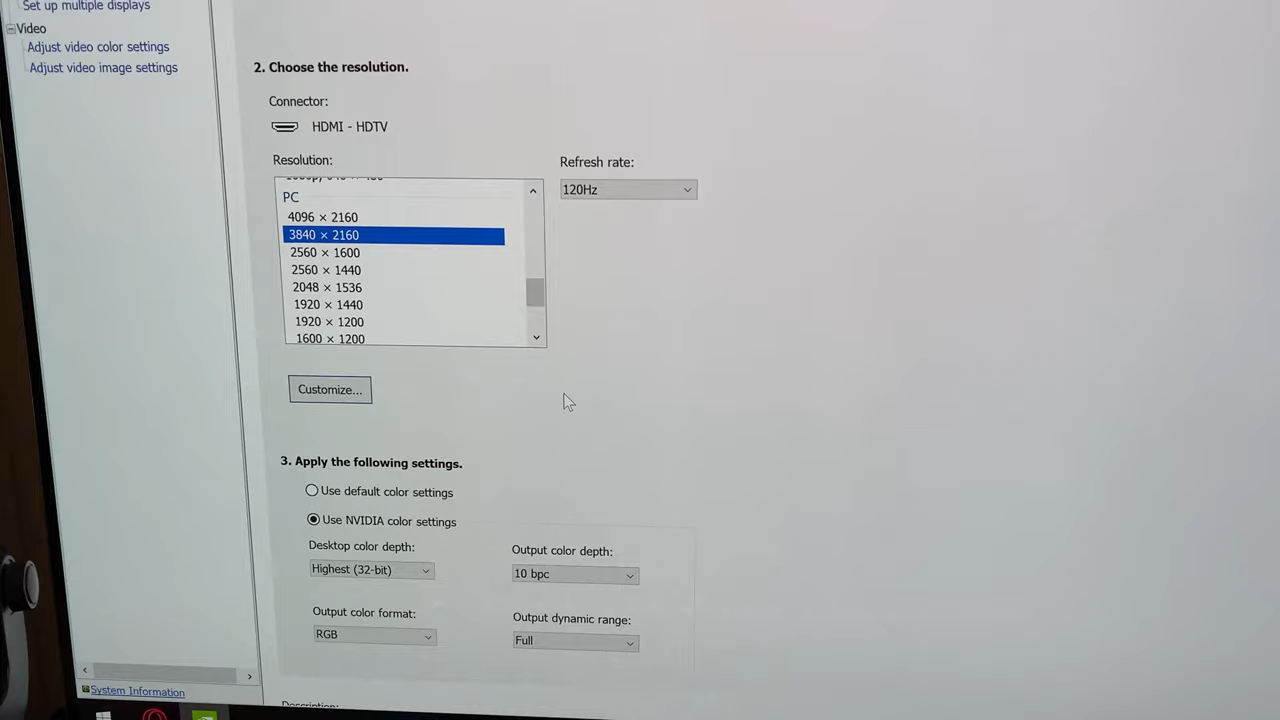 Set up multiple displays
Video
Adjust video color settings
Adjust video image settings
2. Choose the resolution.
Connector:
HDMI - HDTV
Resolution:
Refresh rate:
120Hz
PC
4096 × 2160
3840 × 2160
2560 × 1600
2560 × 1440
2048 × 1536
1920 × 1440
1920 × 1200
1600 × 1200
Customize...
3. Apply the following settings.
Use default color settings
Use NVIDIA color settings
Desktop color depth:
Output color depth:
Highest (32-bit)
10 bpc
Output color format:
Output dynamic range:
RGB
Full
System Information
Description: